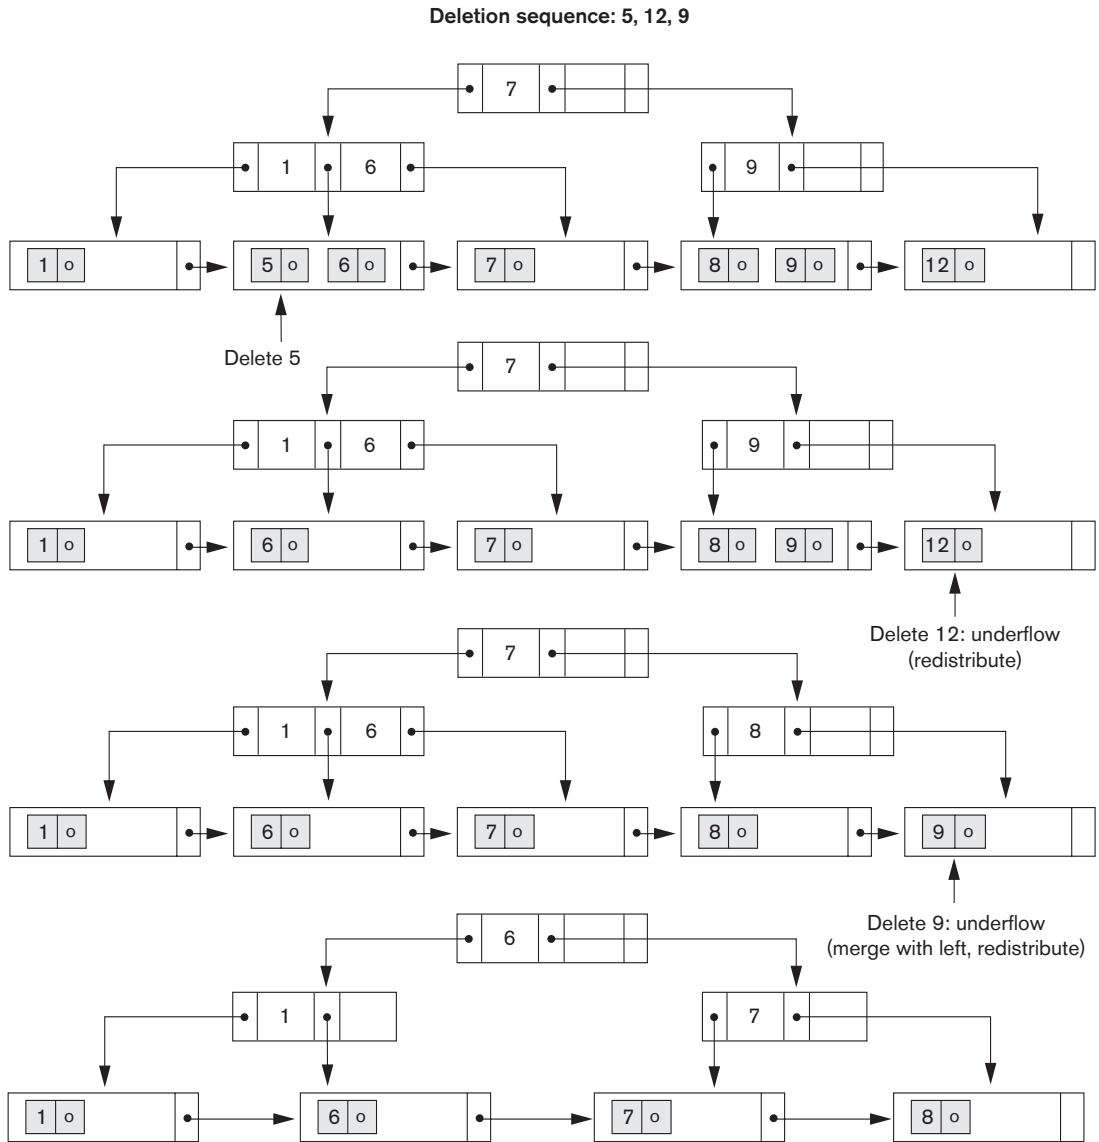 Deletion sequence: 5, 12, 9
7
1 6 9
1 o 5 o 6 o 7 o 8 o 9 o 12 o
Delete 5
7
1 6 9
1 o 6 o 7 o 8 o 9 o 12 o
Delete 12: underflow
(redistribute)
7
1 6 8
1 o 6 o 7 o 8 o 9 o
Delete 9: underflow
(merge with left, redistribute)
6
1 7
1 o 6 o 7 o 8 o